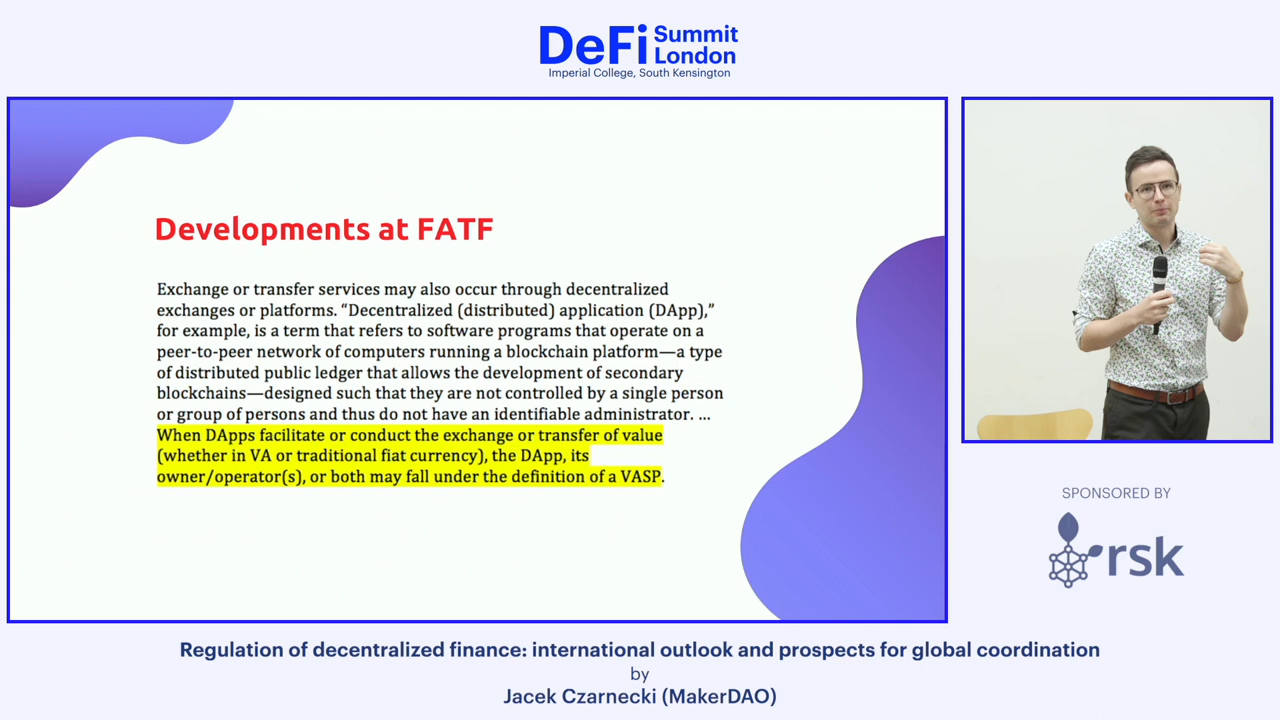 DeFi Summit London
Imperial College, South Kensington
Developments at FATF
Exchange or transfer services may also occur through decentralized
exchanges or platforms. “Decentralized (distributed) application (DApp),”
for example, is a term that refers to software programs that operate on a
peer-to-peer network of computers running a blockchain platform—a type
of distributed public ledger that allows the development of secondary
blockchains—designed such that they are not controlled by a single person
or group of persons and thus do not have an identifiable administrator. ...
When DApps facilitate or conduct the exchange or transfer of value
(whether in VA or traditional fiat currency), the DApp, its
owner/operator(s), or both may fall under the definition of a VASP.
SPONSORED BY
rsk
Regulation of decentralized finance: international outlook and prospects for global coordination
by
Jacek Czarnecki (MakerDAO)